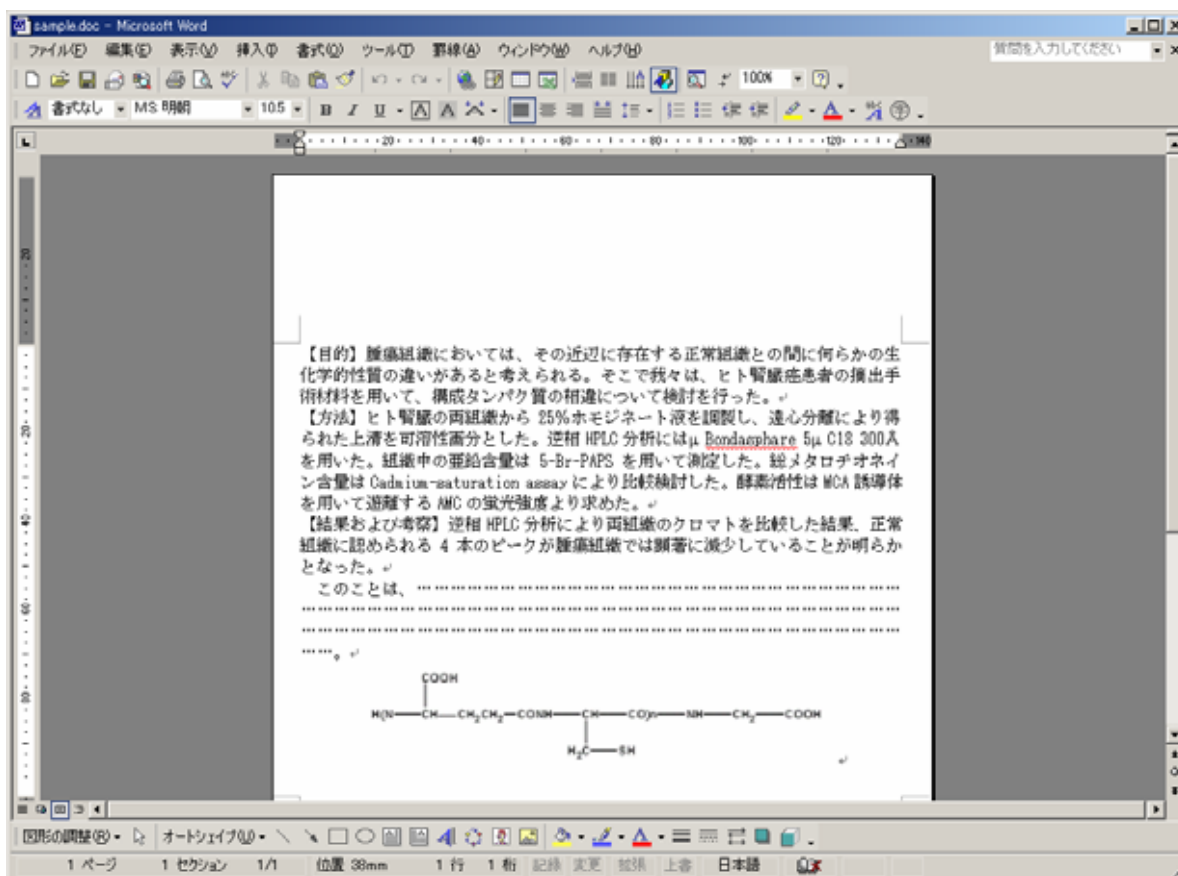 sample.doc - Microsoft Word
ファイル(F) 編集(E) 表示(V) 挿入(I) 書式(O) ツール(T) 罫線(A) ウィンドウ(W) ヘルプ(H) 質問を入力してください
100%
書式なし MS 明朝 10.5 B I U A A A
20 40 60 80 100 120 140
【目的】腫瘍組織においては、その近辺に存在する正常組織との間に何らかの生
化学的性質の違いがあると考えられる。そこで我々は、ヒト腎臓癌患者の摘出手
術材料を用いて、構成タンパク質の相違について検討を行った。
【方法】ヒト腎臓の両組織から 25%ホモジネート液を調製し、遠心分離により得
られた上清を可溶性画分とした。逆相 HPLC 分析にはμ Bondasphare 5μ C18 300A
を用いた。組織中の亜鉛含量は 5-Br-PAPS を用いて測定した。総メタロチオネイ
ン含量は Cadmium-saturation assay により比較検討した。酵素活性は MCA 誘導体
を用いて遊離する AMC の蛍光強度より求めた。
【結果および考察】逆相 HPLC 分析により両組織のクロマトを比較した結果、正常
組織に認められる 4 本のピークが腫瘍組織では顕著に減少していることが明らか
となった。
このことは、………………………………………………………………
………………………………………………………………………………
………………………………………………………………………………
……。
COOH
H(N—CH—CH₂CH₂—CONH—CH—CO)n—NH—CH₂—COOH
H₂C—SH
図形の調整(R) オートシェイプ(U)
1 ページ 1 セクション 1/1 位置 38mm 1 行 1 桁 記録 変更 拡張 上書 日本語